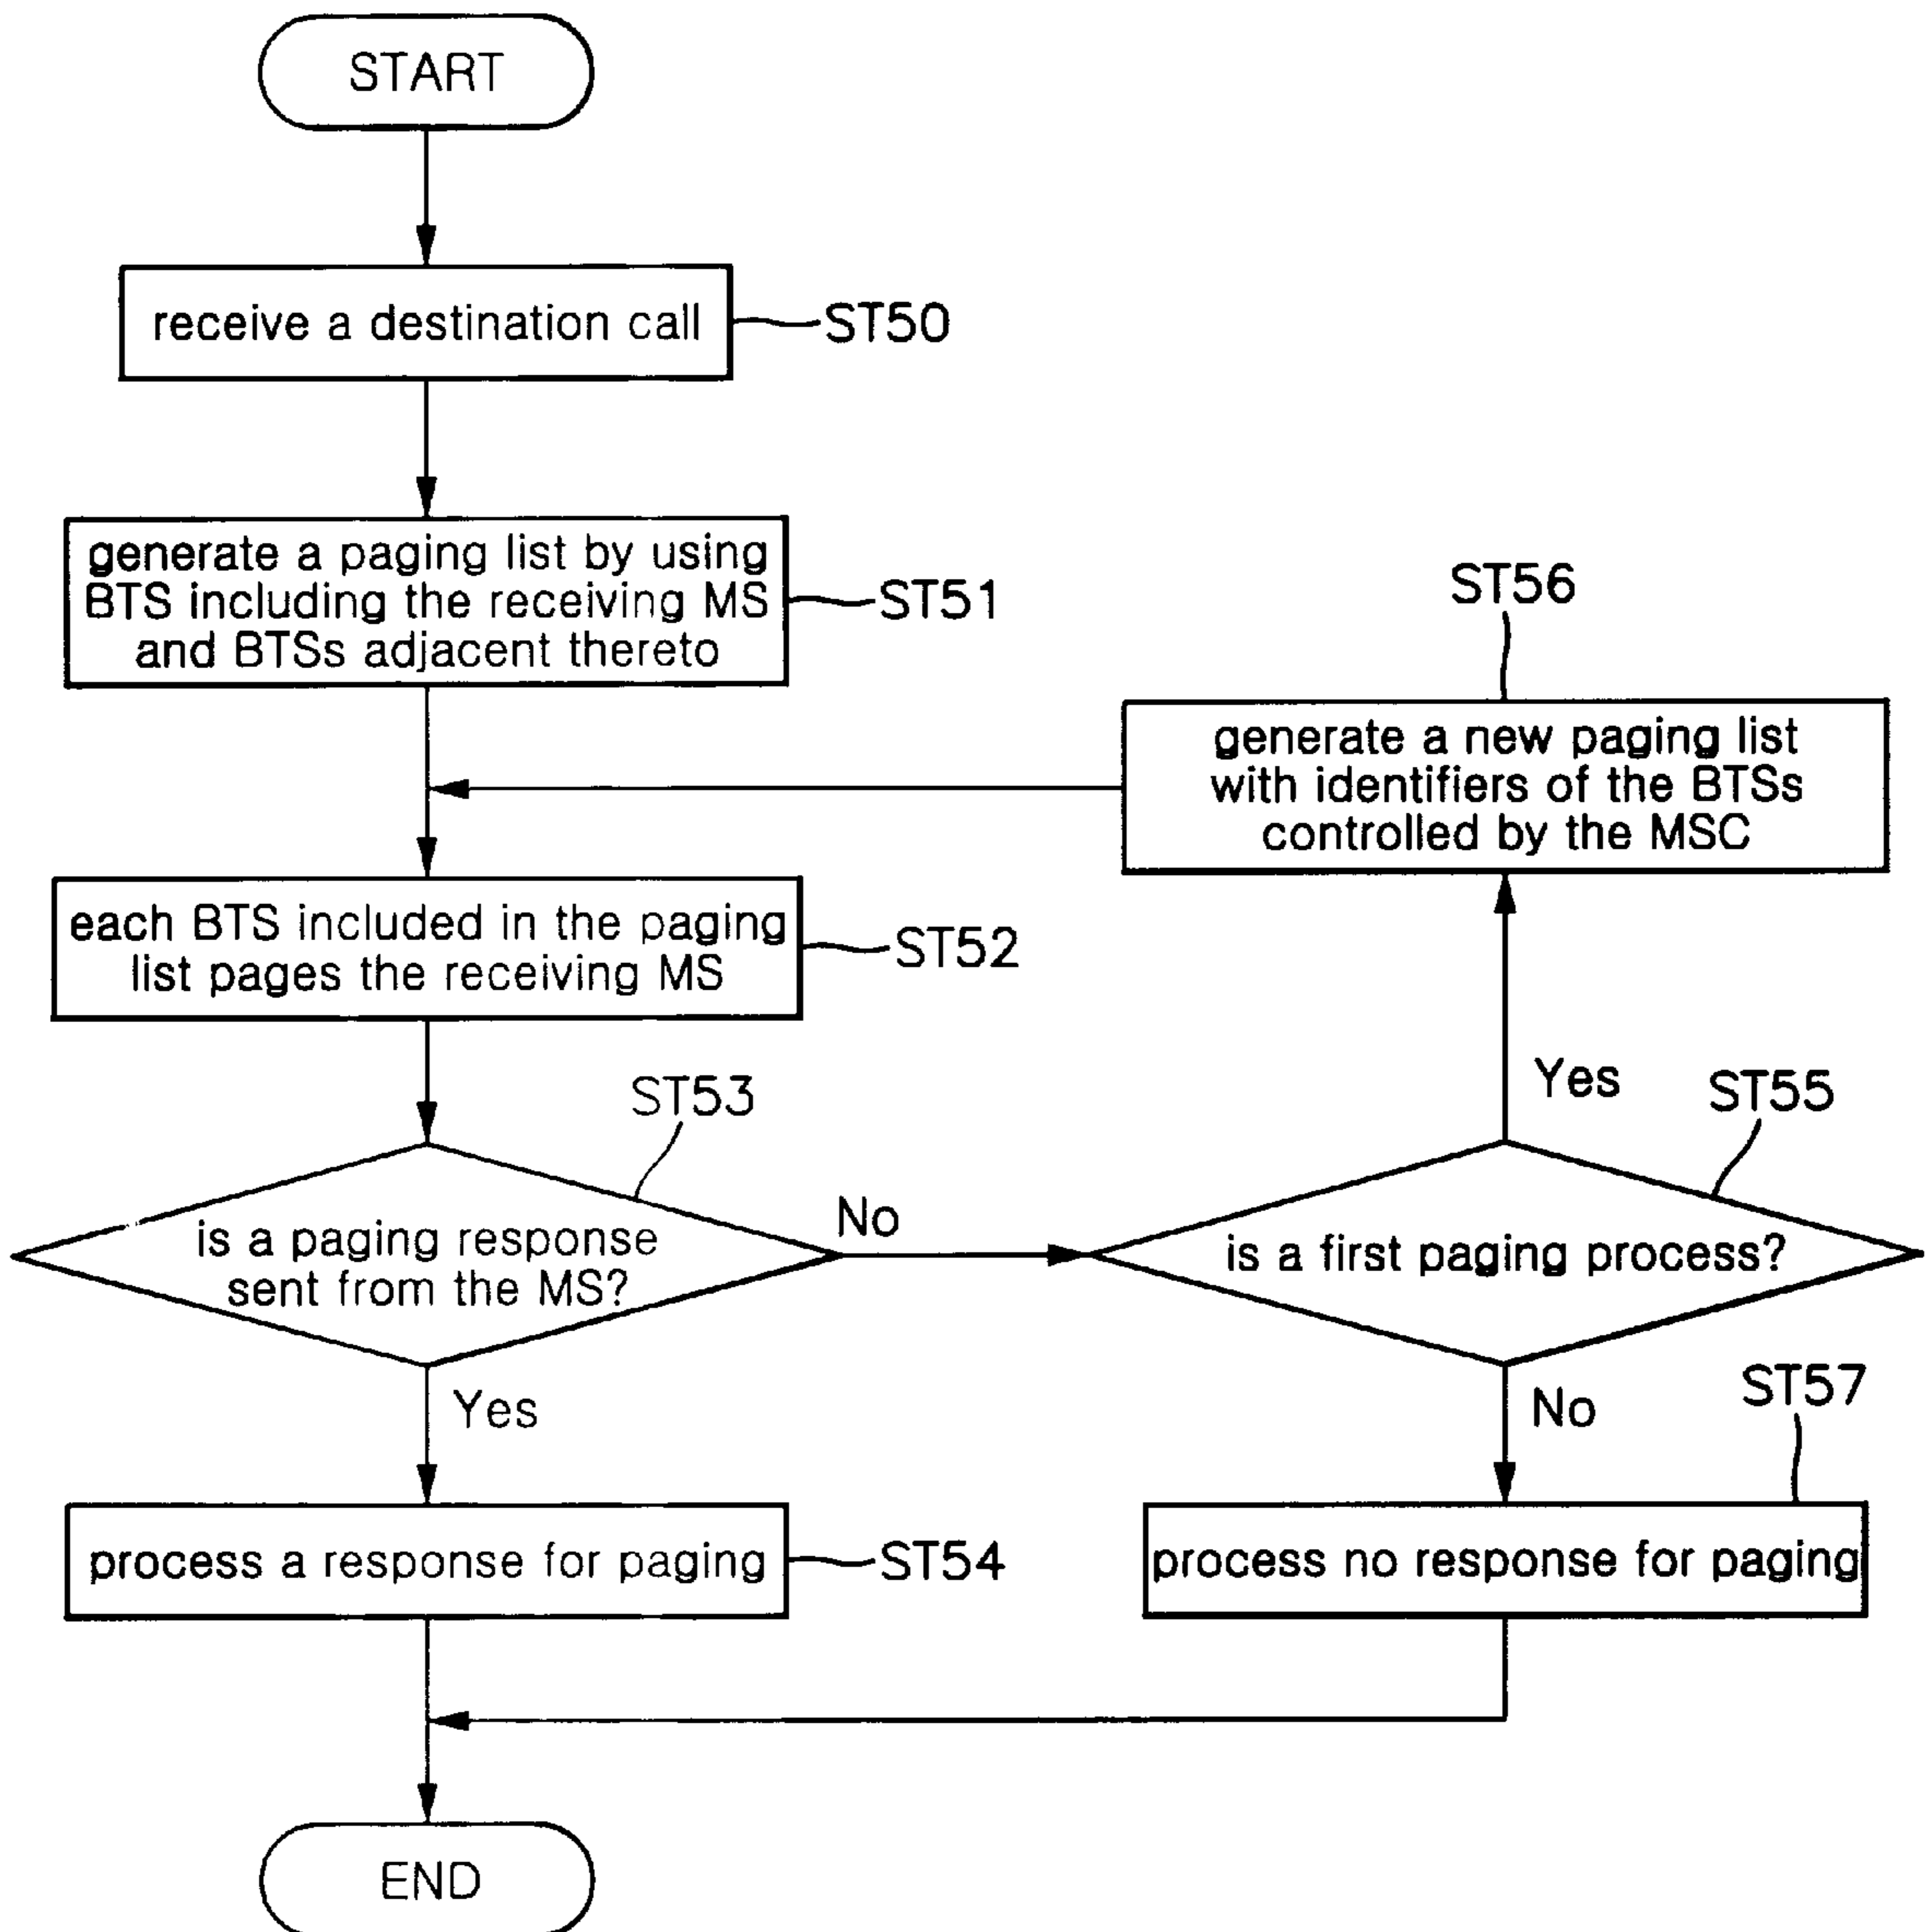 START
receive a destination call
ST50
generate a paging list by using
BTS including the receiving MS
and BTSs adjacent thereto
ST51
ST56
generate a new paging list
with identifiers of the BTSs
controlled by the MSC
each BTS included in the paging
list pages the receiving MS
ST52
ST53
is a paging response
sent from the MS?
No
Yes
ST55
is a first paging process?
Yes
No
ST57
process a response for paging
ST54
process no response for paging
END